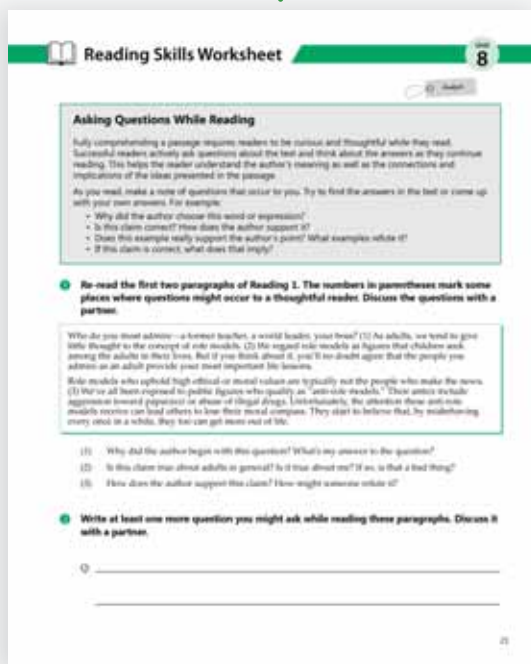 Reading Skills Worksheet
8
Asking Questions While Reading
Fully comprehending a passage requires readers to be curious and thoughtful while they read.
Successful readers actively ask questions about the text and think about the answers as they continue
reading. This helps the reader understand the author's meaning as well as the connections and
implications of the ideas presented in the passage.
As you read, make a note of questions that occur to you. Try to find the answers in the text or come up
with your own answers. For example:
• Why did the author choose this word or expression?
• Is this claim correct? How does the author support it?
• Does this example really support the author's point? What examples refute it?
• If this claim is correct, what does that imply?
Re-read the first two paragraphs of Reading 1. The numbers in parentheses mark some
places where questions might occur to a thoughtful reader. Discuss the questions with a
partner.
Who do you most admire—a former teacher, a world leader, your boss? (1) As adults, we tend to give
little thought to the concept of role models. (2) We regard role models as figures that children seek
among the adults in their lives. But if you think about it, you'll no doubt agree that the people you
admire as an adult provide your most important life lessons.
Role models who uphold high ethical or moral values are typically not the people who make the news.
(3) We've all been exposed to public figures who qualify as "anti-role models." Their antics include
aggression toward paparazzi or abuse of illegal drugs. Unfortunately, the attention these anti-role
models receive can lead others to lose their moral compass. They start to believe that, by misbehaving
every once in a while, they too can get more out of life.
(1) Why did the author begin with this question? What's my answer to the question?
(2) Is this claim true about adults in general? Is it true about me? If so, is that a bad thing?
(3) How does the author support this claim? How might someone refute it?
Write at least one more question you might ask while reading these paragraphs. Discuss it
with a partner.
Q